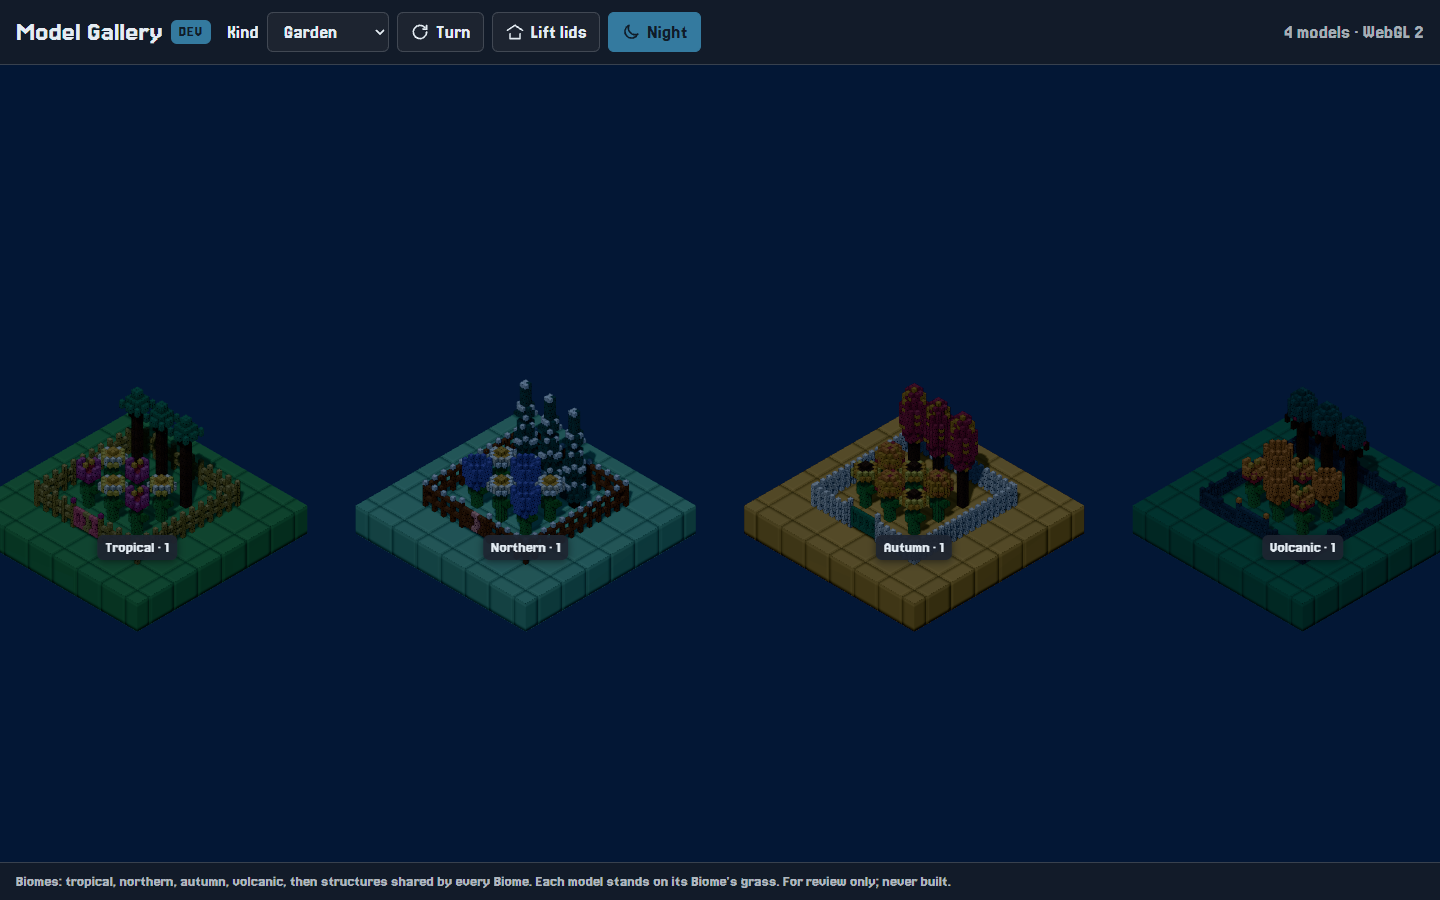 Model Gallery DEV Kind Garden Turn Lift lids Night 4 models · WebGL 2
Tropical · 1 Northern · 1 Autumn · 1 Volcanic · 1
Biomes: tropical, northern, autumn, volcanic, then structures shared by every Biome. Each model stands on its Biome's grass. For review only; never built.